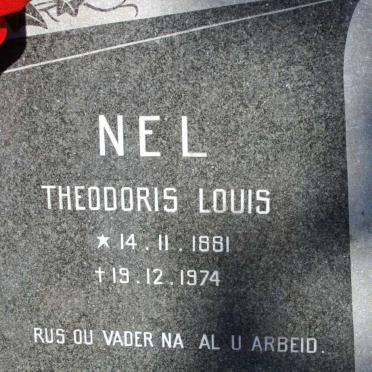 NEL
THEODORIS LOUIS
★ 14.11.1881
† 19.12.1974
RUS OU VADER NA AL U ARBEID.